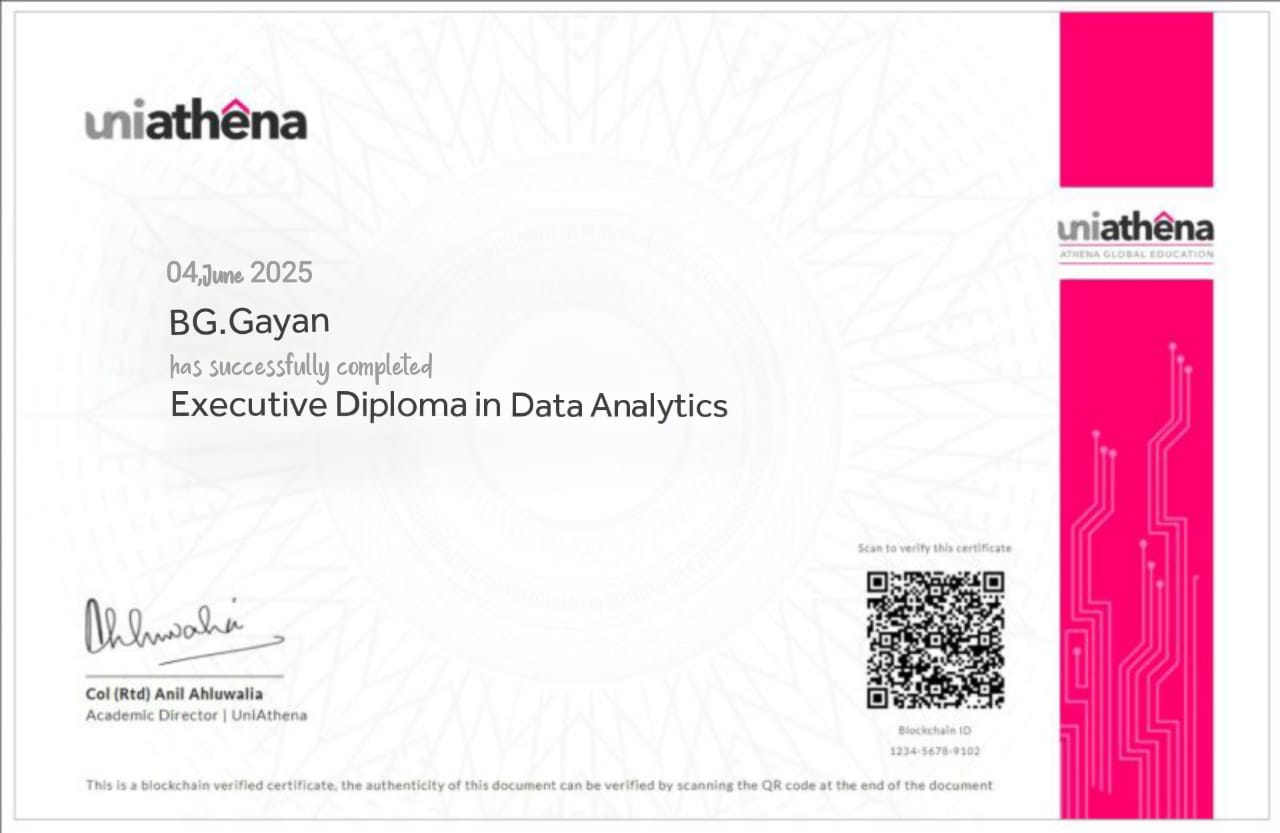 uniathêna
uniathêna
ATHENA GLOBAL EDUCATION
04,June 2025
BG.Gayan
has successfully completed
Executive Diploma in Data Analytics
Scan to verify this certificate
Col (Rtd) Anil Ahluwalia
Academic Director | UniAthena
Blockchain ID
1234-5678-9102
This is a blockchain verified certificate, the authenticity of this document can be verified by scanning the QR code at the end of the document